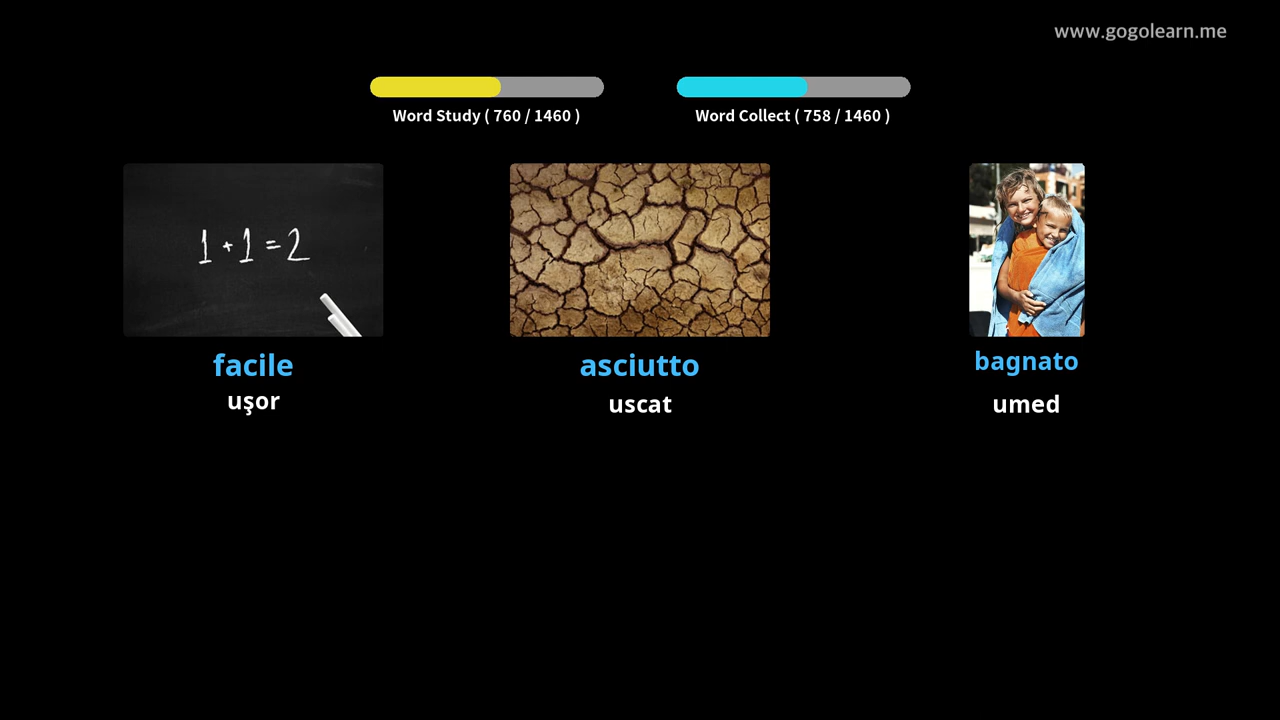 www.gogolearn.me
Word Study ( 760 / 1460 )
Word Collect ( 758 / 1460 )
1 + 1 = 2
facile
asciutto
bagnato
uşor
uscat
umed